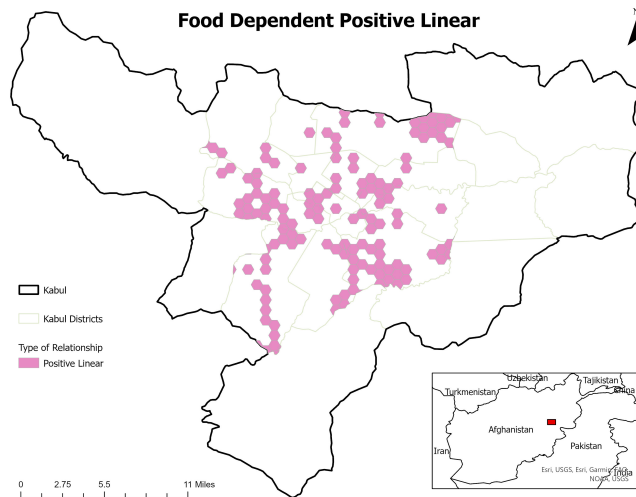 Food Dependent Positive Linear
N
Kabul
Kabul Districts
Type of Relationship
Positive Linear
0 2.75 5.5 11 Miles
Uzbekistan
Tajikistan
China
Turkmenistan
Afghanistan
Iran
Pakistan
India
Esri, USGS, Esri, Garmin, FAO,
NOAA, USGS